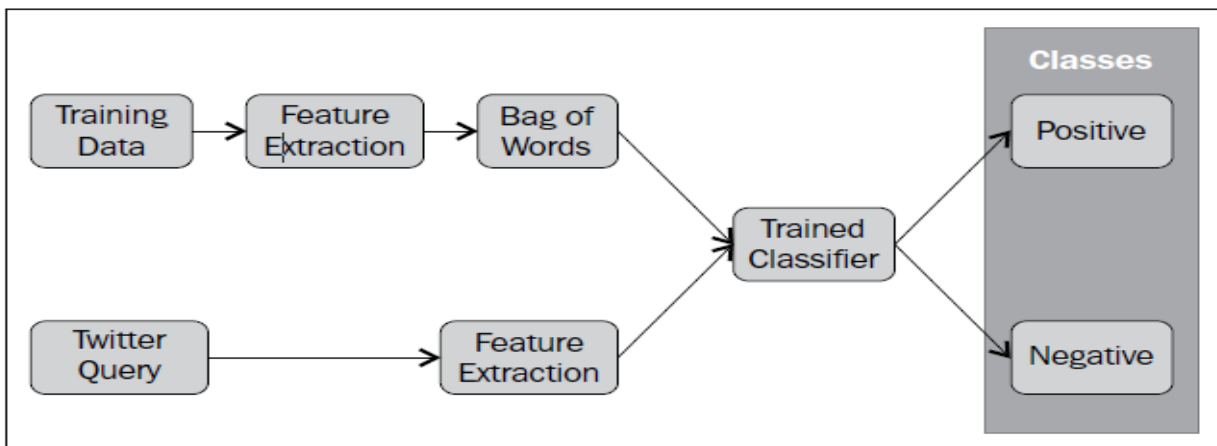 Classes
Training
Data
Feature
Extraction
Bag of
Words
Positive
Trained
Classifier
Twitter
Query
Feature
Extraction
Negative